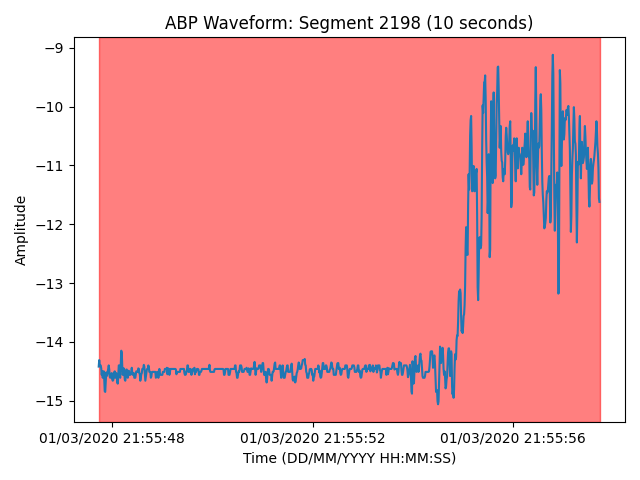 ABP Waveform: Segment 2198 (10 seconds)
−9
−10
−11
−12
−13
−14
−15
Amplitude
01/03/2020 21:55:48 01/03/2020 21:55:52 01/03/2020 21:55:56
Time (DD/MM/YYYY HH:MM:SS)